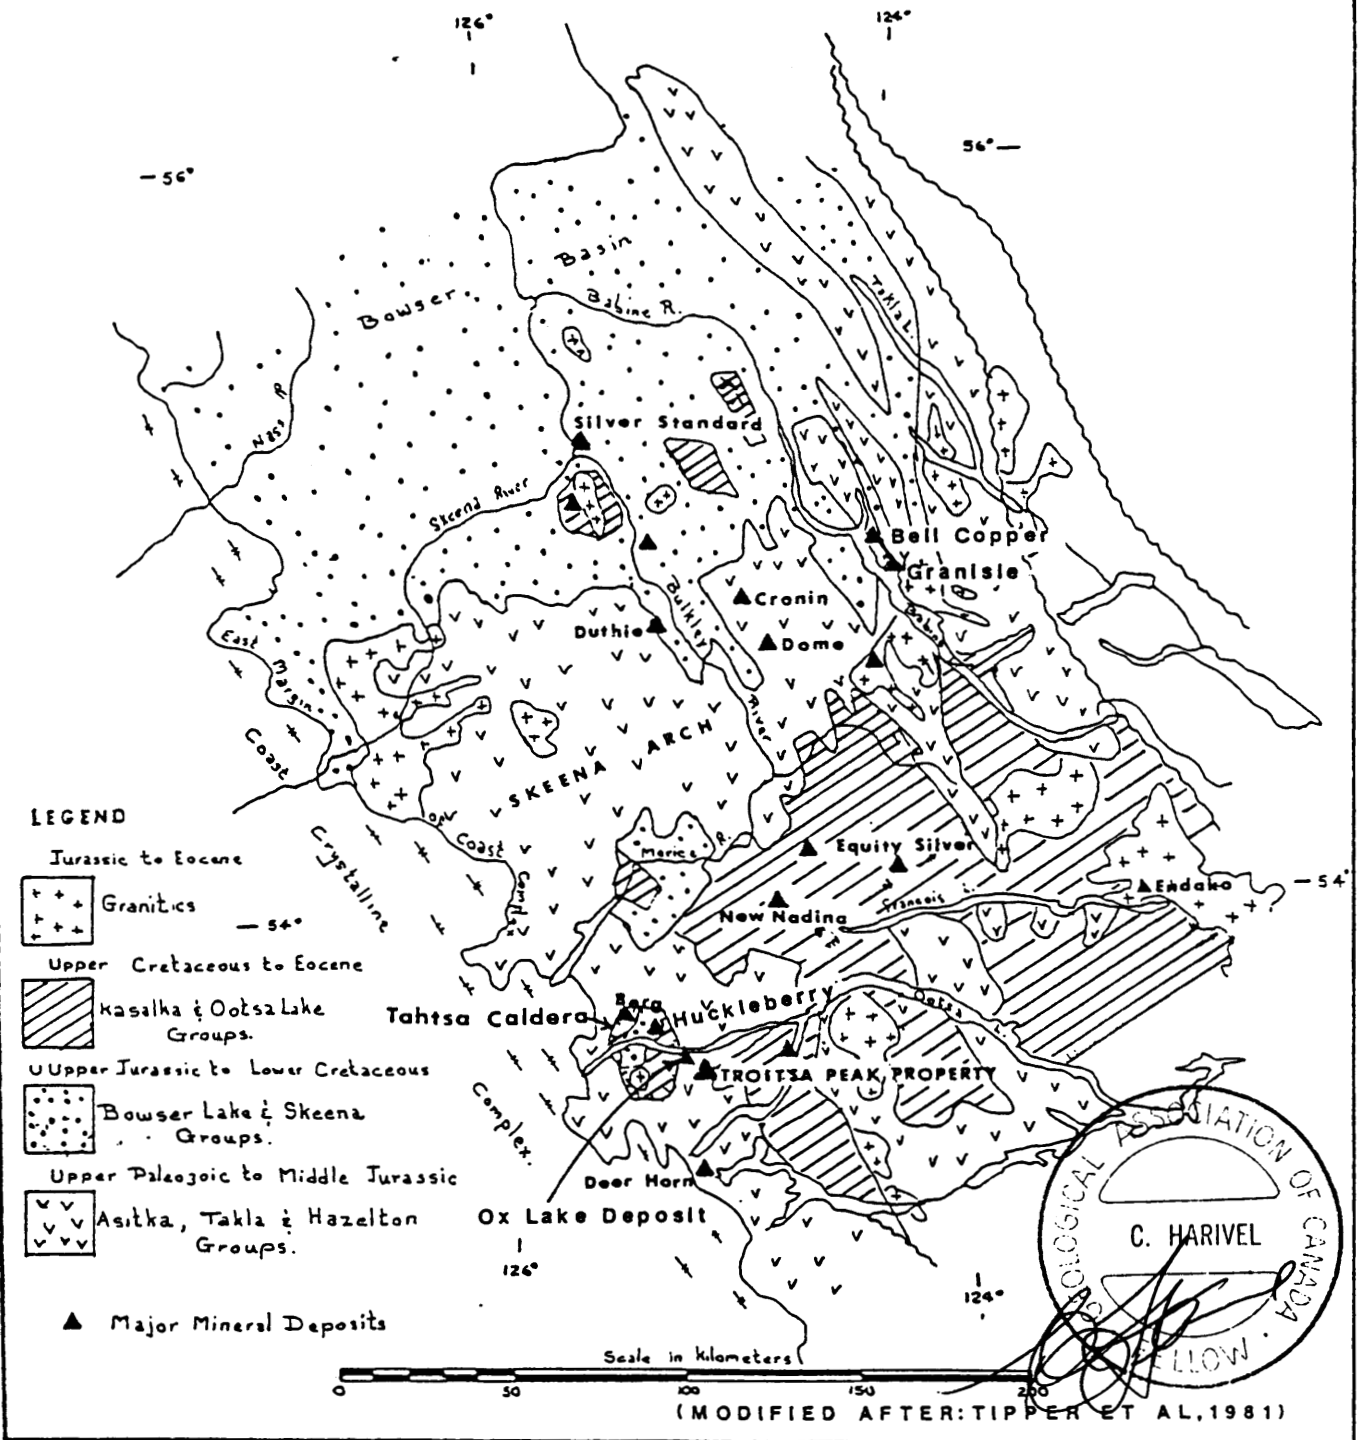 126°
124°
56°
56°
Basin
Bowser
Babine R.
Takla L.
Nass R
Silver Standard
Skeena River
Bell Copper
Granisle
Cronin
Bulkley
Duthie
Dome
East
Margin
River
Coast
SKEENA ARCH
LEGEND
Jurassic to Eocene
Granitics
Crystalline
of
Coast
Morice R.
Equity Silver
Endako
54°
New Nadina
Francois L.
?
54°
Upper Cretaceous to Eocene
Kasalka & Ootsa Lake
Groups.
Tahtsa Caldera
Berg
Huckleberry
Ootsa
UUpper Jurassic to Lower Cretaceous
TROITSA PEAK PROPERTY
Bowser Lake & Skeena
Groups.
Complex.
Upper Paleozoic to Middle Jurassic
Deer Horn
Asitka, Takla & Hazelton
Groups.
Ox Lake Deposit
126°
124°
Major Mineral Deposits
GEOLOGICAL ASSOCIATION OF CANADA
C. HARIVEL
FELLOW
Scale in kilometers
0 50 100 150 200
(MODIFIED AFTER:TIPPER ET AL,1981)